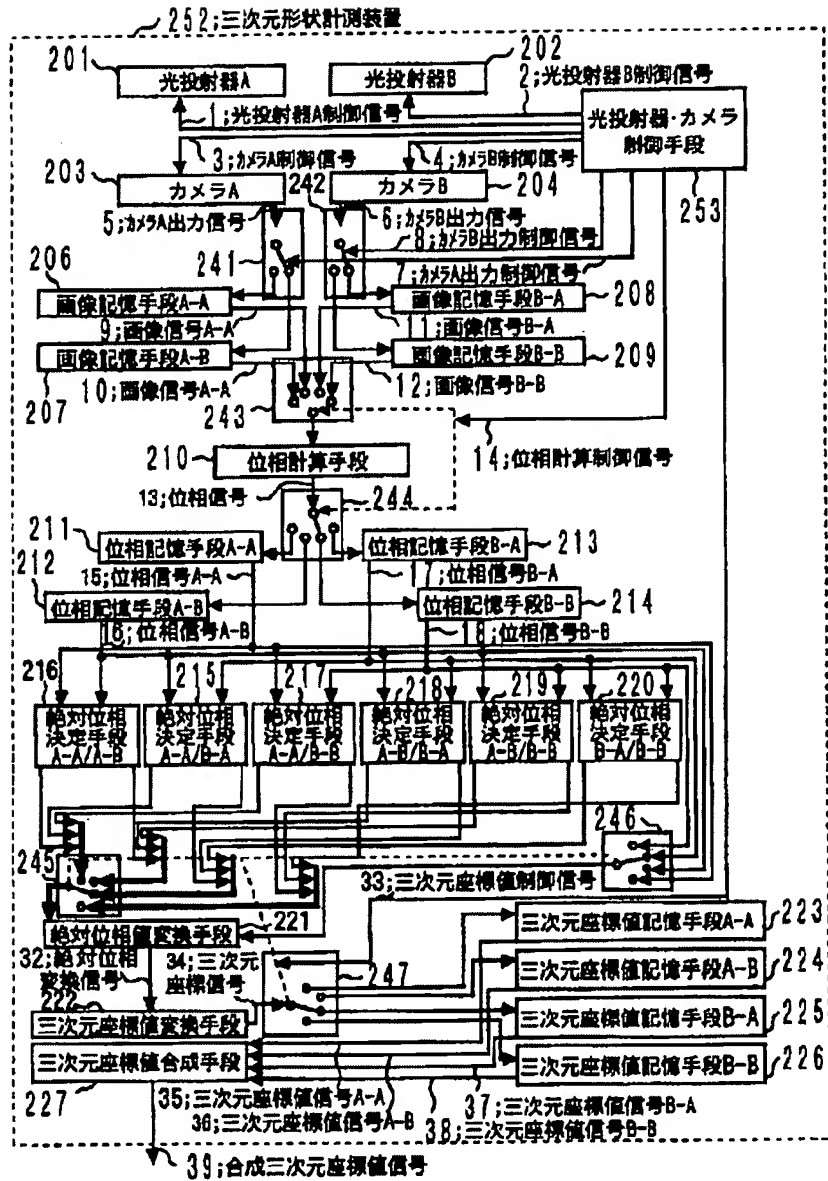 252;三次元形状計測装置
201
光投射器A
202
光投射器B
2;光投射器B制御信号
1;光投射器A制御信号
光投射器・カメラ
制御手段
253
3;カメラA制御信号
4;カメラB制御信号
203
カメラA
242
カメラB
204
5;カメラA出力信号
6;カメラB出力信号
8;カメラB出力制御信号
7;カメラA出力制御信号
241
206
画像記憶手段A-A
画像記憶手段B-A
208
9;画像信号A-A
11;画像信号B-A
画像記憶手段A-B
207
画像記憶手段B-B
209
10;画像信号A-B
12;画像信号B-B
243
210
位相計算手段
14;位相計算制御信号
13;位相信号
244
211
位相記憶手段A-A
位相記憶手段B-A
213
212
15;位相信号A-A
17;位相信号B-A
位相記憶手段A-B
位相記憶手段B-B
214
16;位相信号A-B
18;位相信号B-B
216
215
217
218
219
220
絶対位相
決定手段
A-A/A-B
絶対位相
決定手段
A-A/B-A
絶対位相
決定手段
A-A/B-B
絶対位相
決定手段
A-B/B-A
絶対位相
決定手段
A-B/B-B
絶対位相
決定手段
B-A/B-B
246
245
33;三次元座標値制御信号
221
絶対位相値変換手段
32;絶対位相
変換信号
34;三次元
座標信号
247
222
三次元座標値変換手段
三次元座標値記憶手段A-A
223
三次元座標値記憶手段A-B
224
三次元座標値記憶手段B-A
225
三次元座標値記憶手段B-B
226
三次元座標値合成手段
227
35;三次元座標値信号A-A
36;三次元座標値信号A-B
37;三次元座標値信号B-A
38;三次元座標値信号B-B
39;合成三次元座標値信号